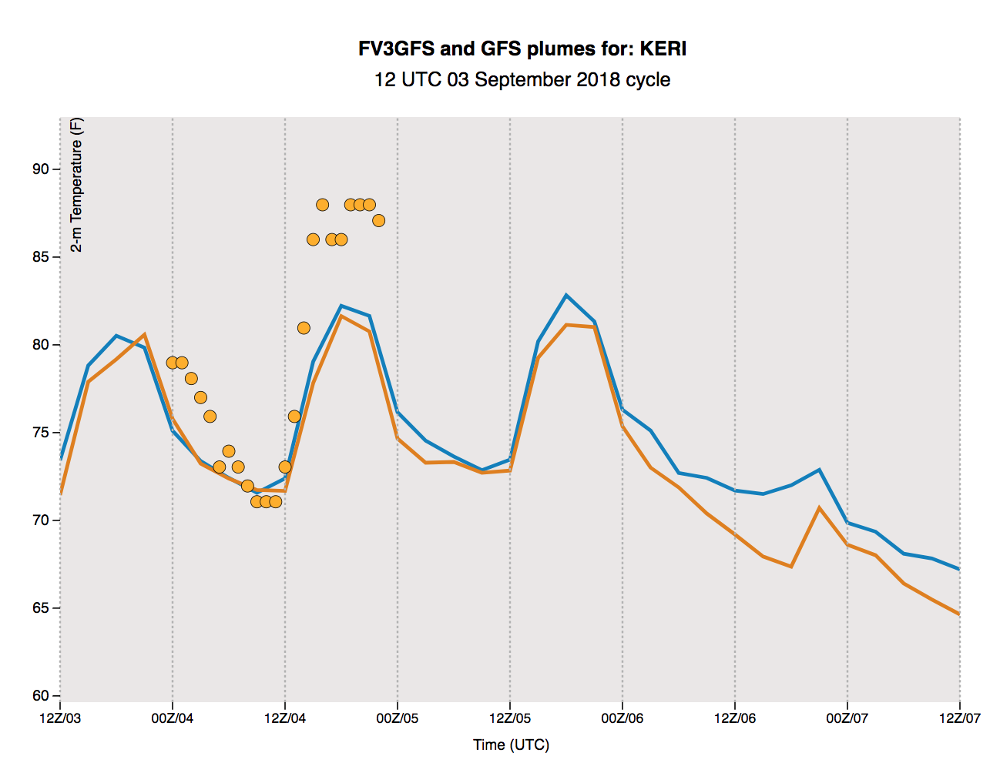 FV3GFS and GFS plumes for: KERI
12 UTC 03 September 2018 cycle
2-m Temperature (F)
90
85
80
75
70
65
60
12Z/03 00Z/04 12Z/04 00Z/05 12Z/05 00Z/06 12Z/06 00Z/07 12Z/07
Time (UTC)